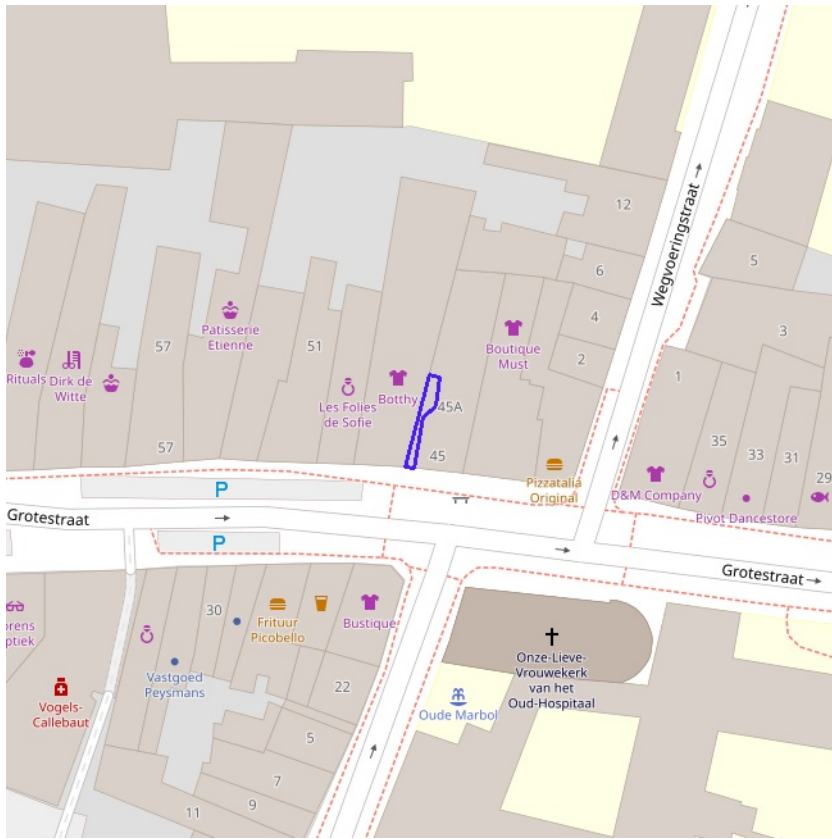 12
Wegvoeringstraat
5
6
3
4
57
Patisserie
Etienne
51
Boutique
Must
2
Rituals
Dirk de
Witte
Les Folies
de Sofie
Botthy
45A
1
35
33
31
29
57
45
Pizzatalia
Original
D&M Company
Pivot Dancestore
P
Grotestraat
P
Grotestraat
orens
ptiek
30
Frituur
Picobello
Bustique
Onze-Lieve-
Vrouwekerk
van het
Oud-Hospitaal
Vastgoed
Peysmans
22
Vogels-
Callebaut
Oude Marbol
5
7
9
11